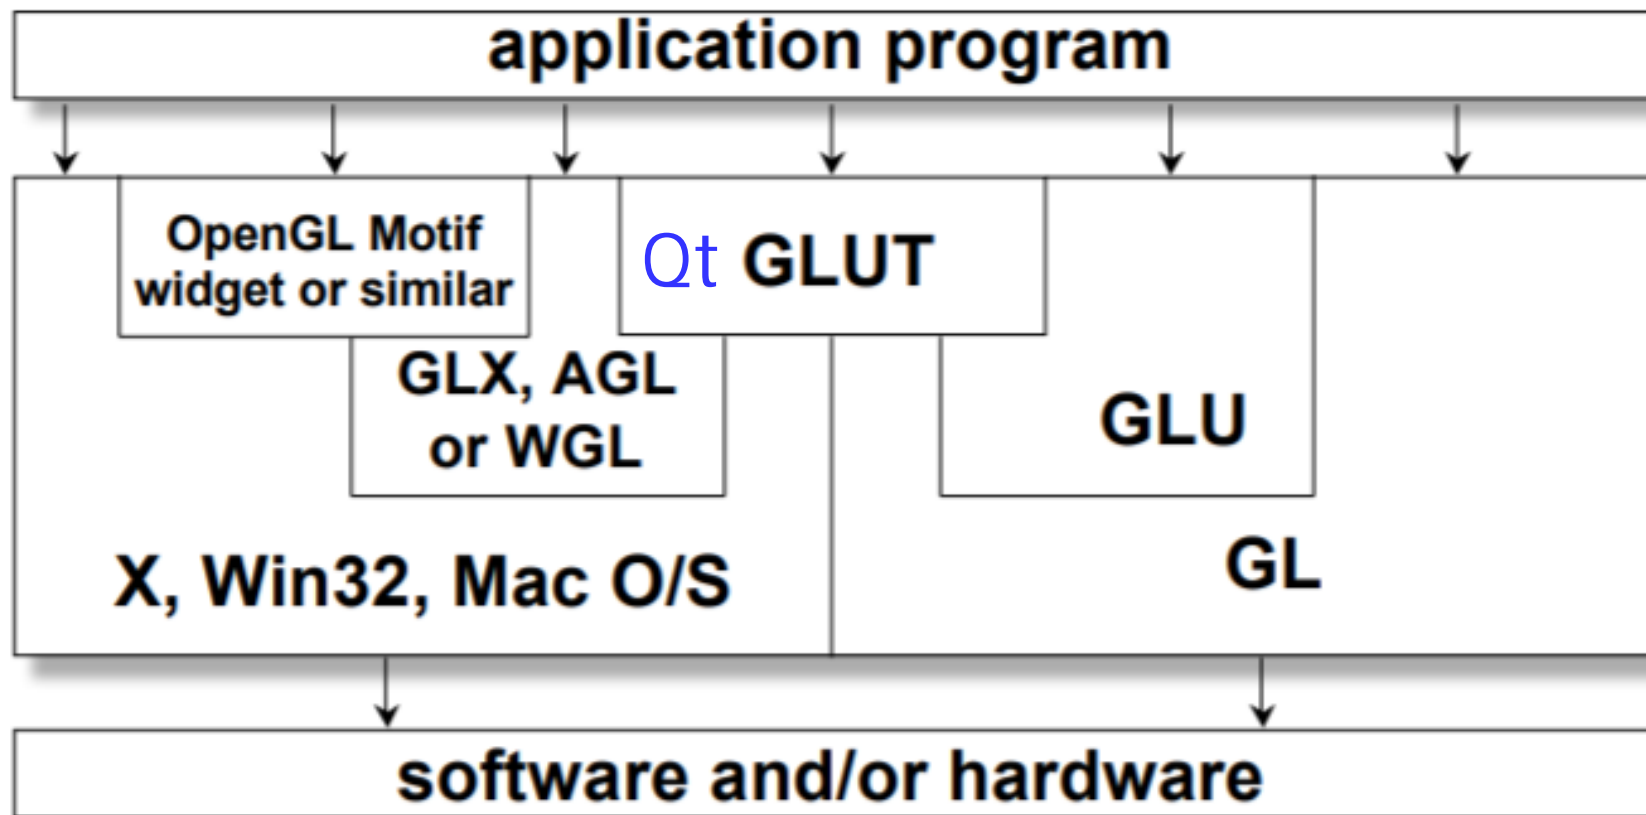 application program
OpenGL Motif
widget or similar
Qt GLUT
GLX, AGL
or WGL
GLU
X, Win32, Mac O/S
GL
software and/or hardware